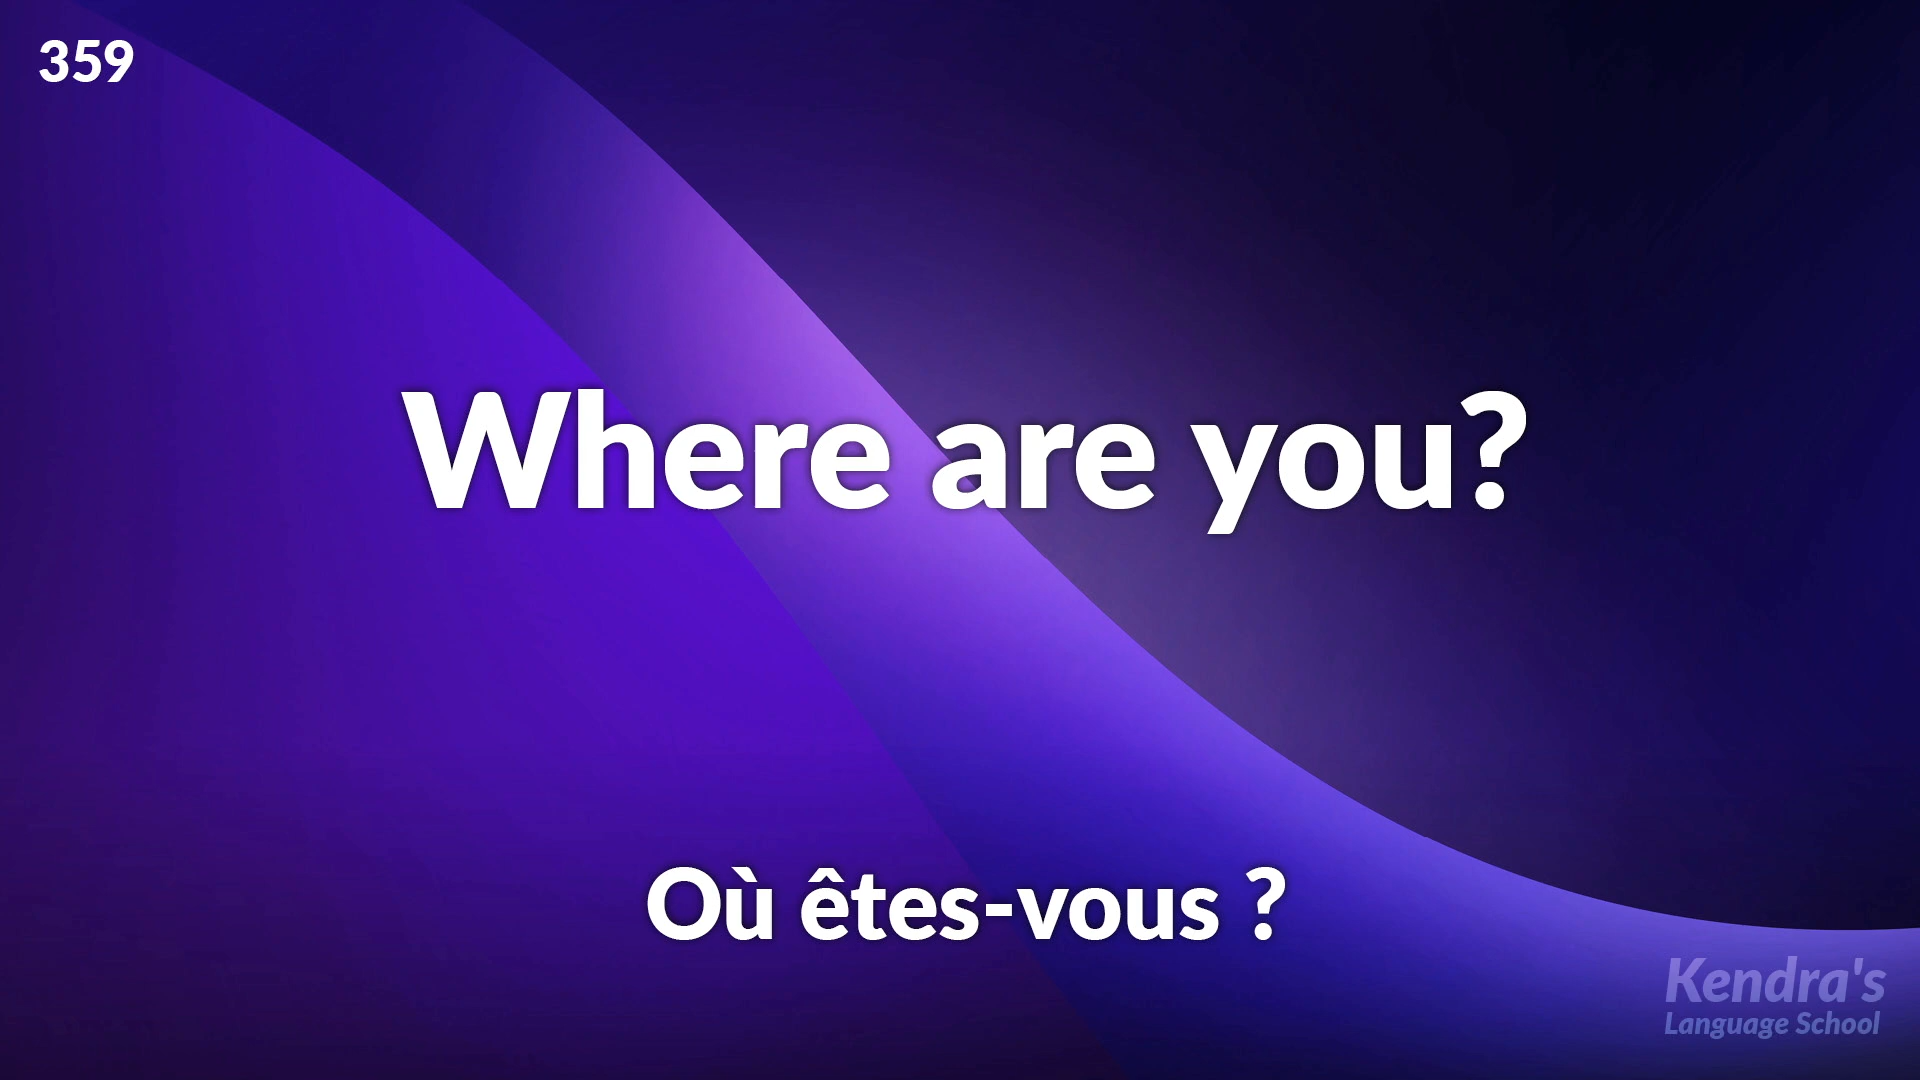 359
Where are you?
Où êtes-vous ?
Kendra's
Language School